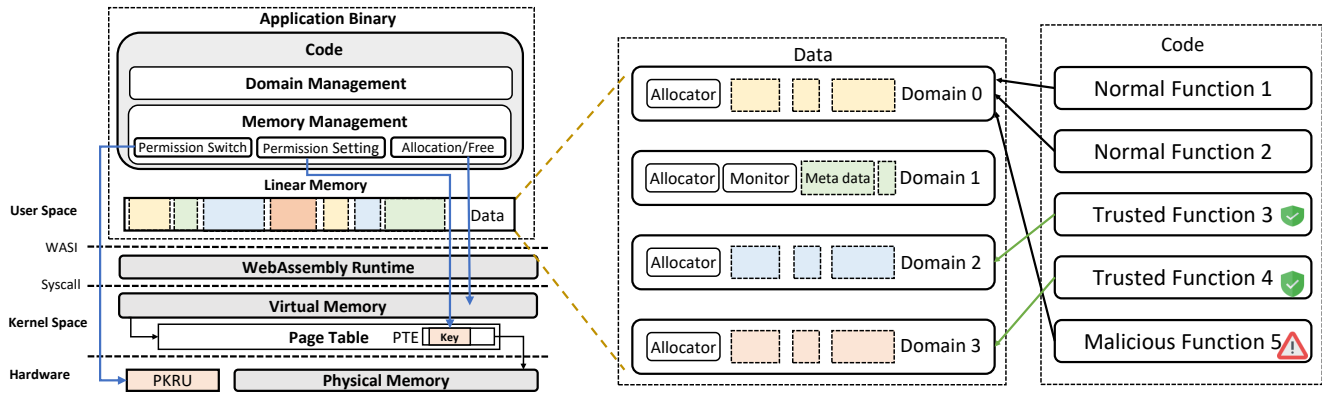 Application Binary
Code
Domain Management
Memory Management
Permission Switch
Permission Setting
Allocation/Free
Linear Memory
Data
User Space
WASI
WebAssembly Runtime
Syscall
Virtual Memory
Kernel Space
Page Table
PTE
Key
Hardware
PKRU
Physical Memory
Data
Allocator
Domain 0
Allocator
Monitor
Meta data
Domain 1
Allocator
Domain 2
Allocator
Domain 3
Code
Normal Function 1
Normal Function 2
Trusted Function 3
Trusted Function 4
Malicious Function 5